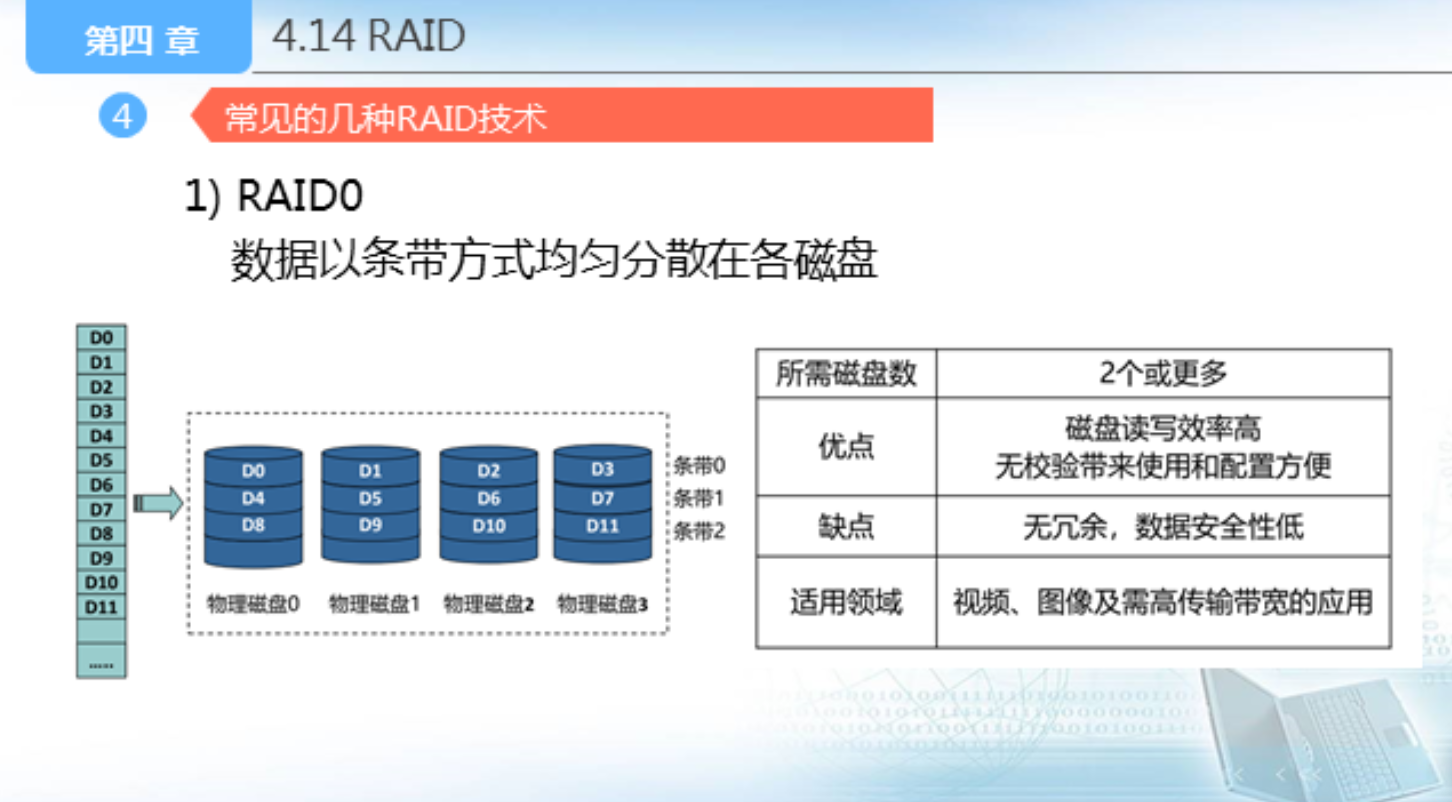 第四 章
4.14 RAID
4
常见的几种RAID技术
1) RAID0
数据以条带方式均匀分散在各磁盘
D0
D1
D2
D3
D4
D5
D6
D7
D8
D9
D10
D11
.....
D0 D1 D2 D3 条带0
D4 D5 D6 D7 条带1
D8 D9 D10 D11 条带2
物理磁盘0 物理磁盘1 物理磁盘2 物理磁盘3
所需磁盘数 2个或更多
优点 磁盘读写效率高
无校验带来使用和配置方便
缺点 无冗余，数据安全性低
适用领域 视频、图像及需高传输带宽的应用